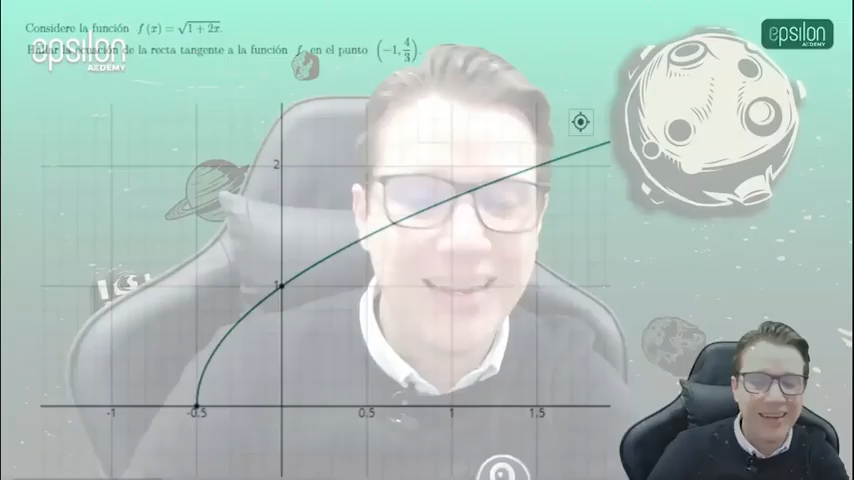 Considere la función f (x) = √1 + 2x.
Hallar la ecuación de la recta tangente a la función f en el punto (−1, 4/3).
epsilon
ACADEMY
epsilon
ACADEMY
2
1
-1 -0.5 0.5 1 1.5